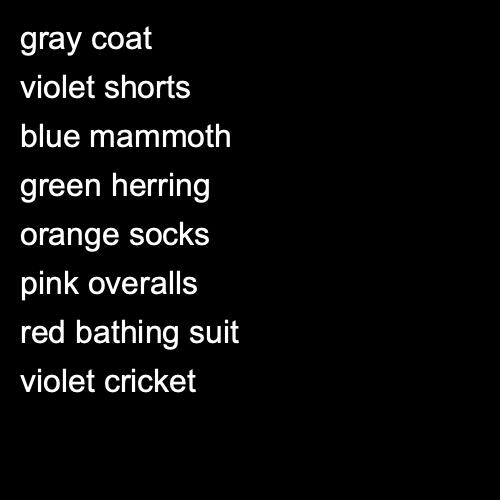 gray coat
violet shorts
blue mammoth
green herring
orange socks
pink overalls
red bathing suit
violet cricket